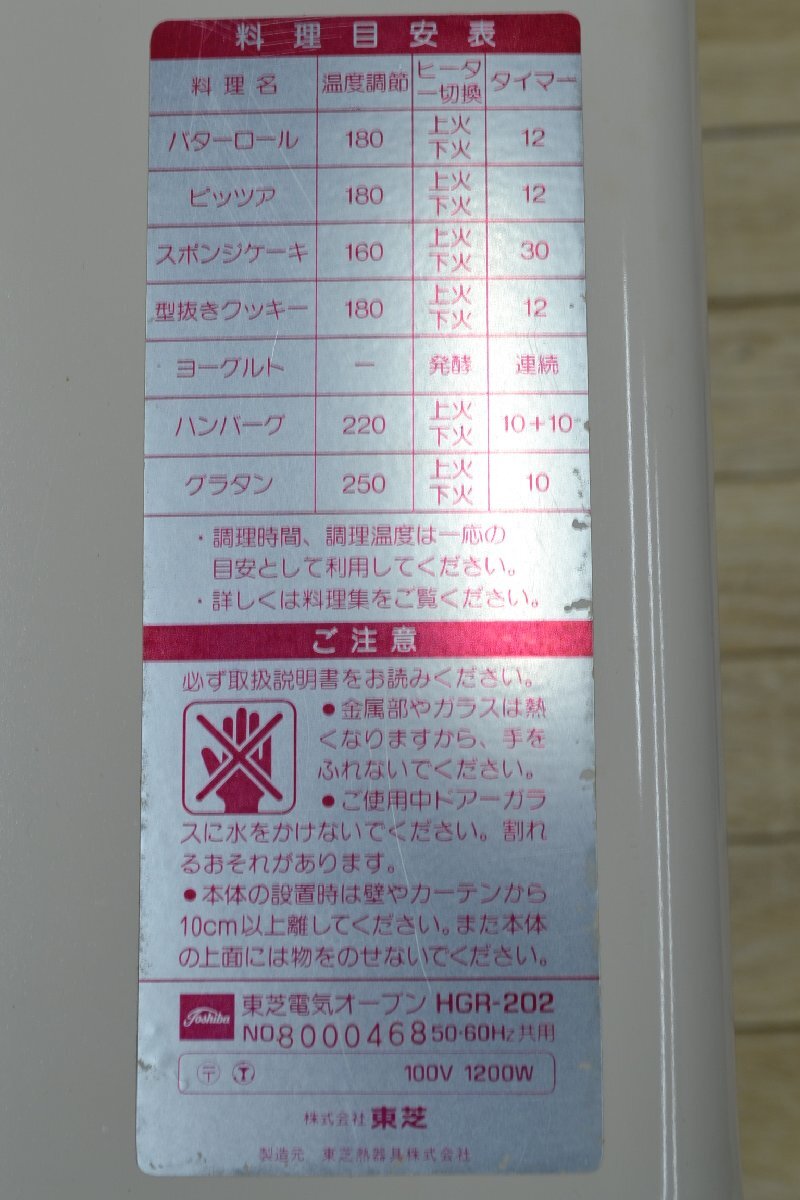 料理目安表
料理名 温度調節 ヒーター切換 タイマー
バターロール 180 上火 下火 12
ピッツア 180 上火 下火 12
スポンジケーキ 160 上火 下火 30
型抜きクッキー 180 上火 下火 12
ヨーグルト ー 発酵 連続
ハンバーグ 220 上火 下火 10+10
グラタン 250 上火 下火 10
・調理時間、調理温度は一応の
目安として利用してください。
・詳しくは料理集をご覧ください。
ご注意
必ず取扱説明書をお読みください。
●金属部やガラスは熱
くなりますから、手を
ふれないでください。
●ご使用中ドアーガラ
スに水をかけないでください。割れ
るおそれがあります。
●本体の設置時は壁やカーテンから
10cm以上離してください。また本体
の上面には物をのせないでください。
Toshiba 東芝電気オーブン HGR-202
NO.8000468 50-60Hz共用
〒 T 100V 1200W
株式会社 東芝
製造元 東芝熱器具株式会社